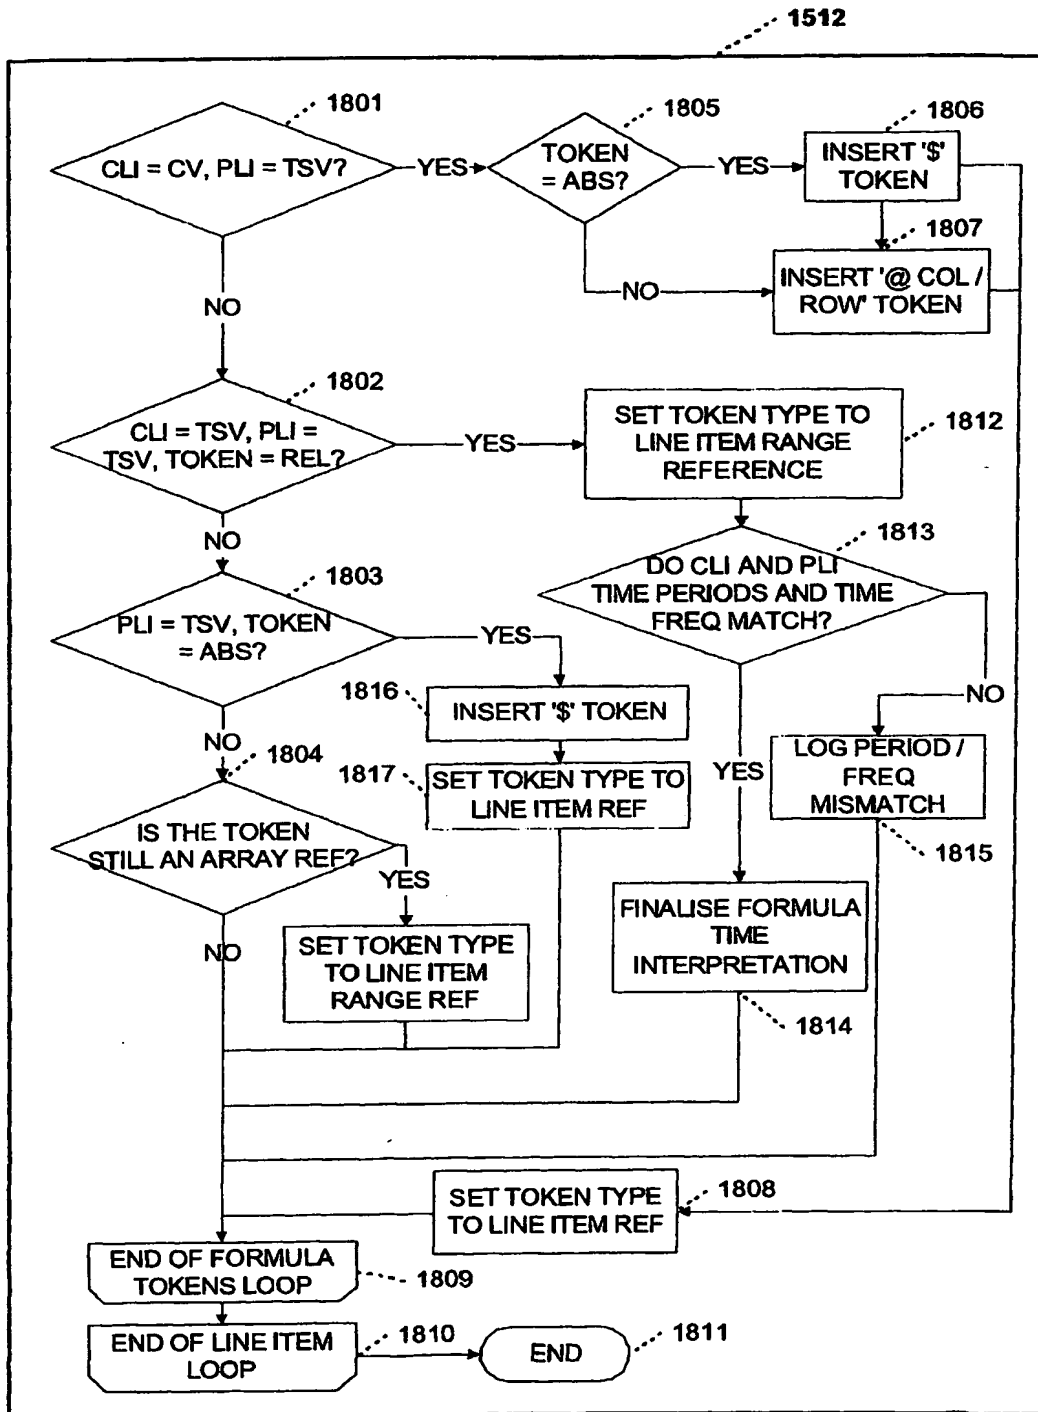 1512
1801
CLI = CV, PLI = TSV?
YES
1805
TOKEN
= ABS?
YES
1806
INSERT '$'
TOKEN
1807
NO
INSERT '@ COL /
ROW' TOKEN
NO
1802
CLI = TSV, PLI =
TSV, TOKEN = REL?
YES
SET TOKEN TYPE TO
LINE ITEM RANGE
REFERENCE
1812
NO
1813
DO CLI AND PLI
TIME PERIODS AND TIME
FREQ MATCH?
1803
PLI = TSV, TOKEN
= ABS?
YES
NO
1816
INSERT '$' TOKEN
NO
1804
1817
SET TOKEN TYPE TO
LINE ITEM REF
YES
LOG PERIOD /
FREQ
MISMATCH
1815
IS THE TOKEN
STILL AN ARRAY REF?
YES
NO
SET TOKEN TYPE
TO LINE ITEM
RANGE REF
FINALISE FORMULA
TIME
INTERPRETATION
1814
SET TOKEN TYPE
TO LINE ITEM REF
1808
END OF FORMULA
TOKENS LOOP
1809
END OF LINE ITEM
LOOP
1810
END
1811